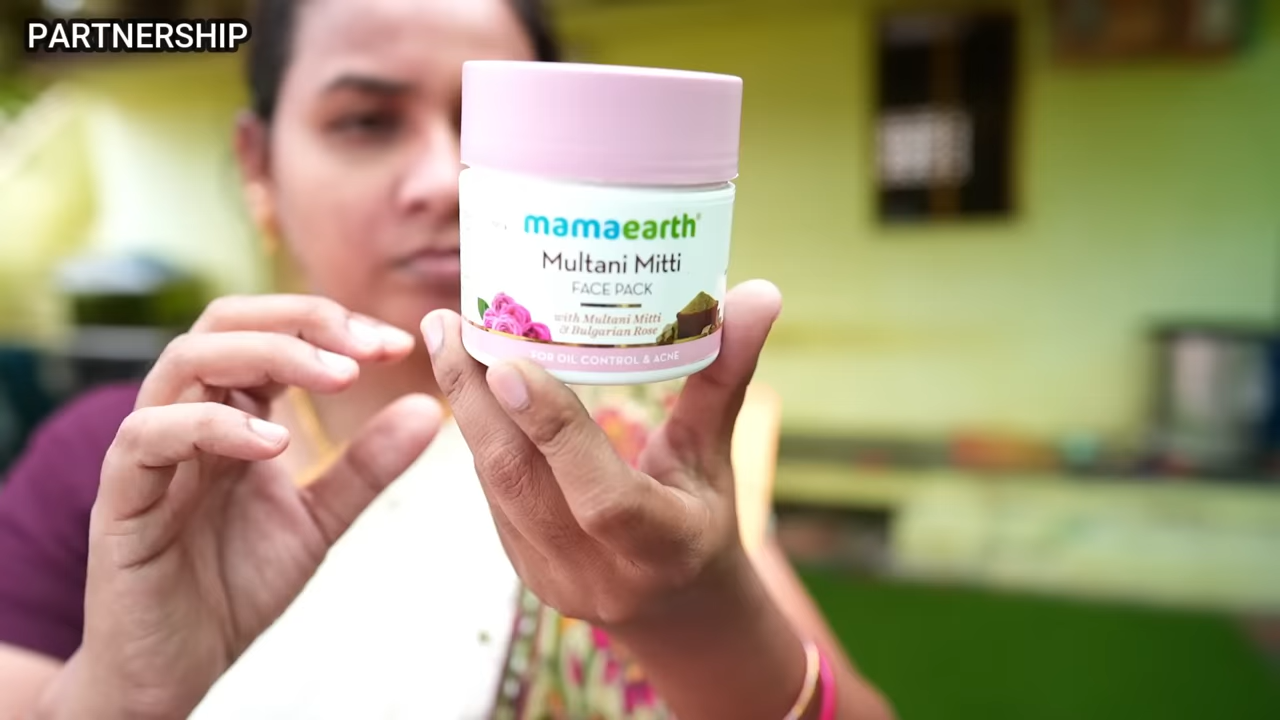 PARTNERSHIP
mamaearth
Multani Mitti
FACE PACK
with Multani Mitti
& Bulgarian Rose
FOR OIL CONTROL & ACNE